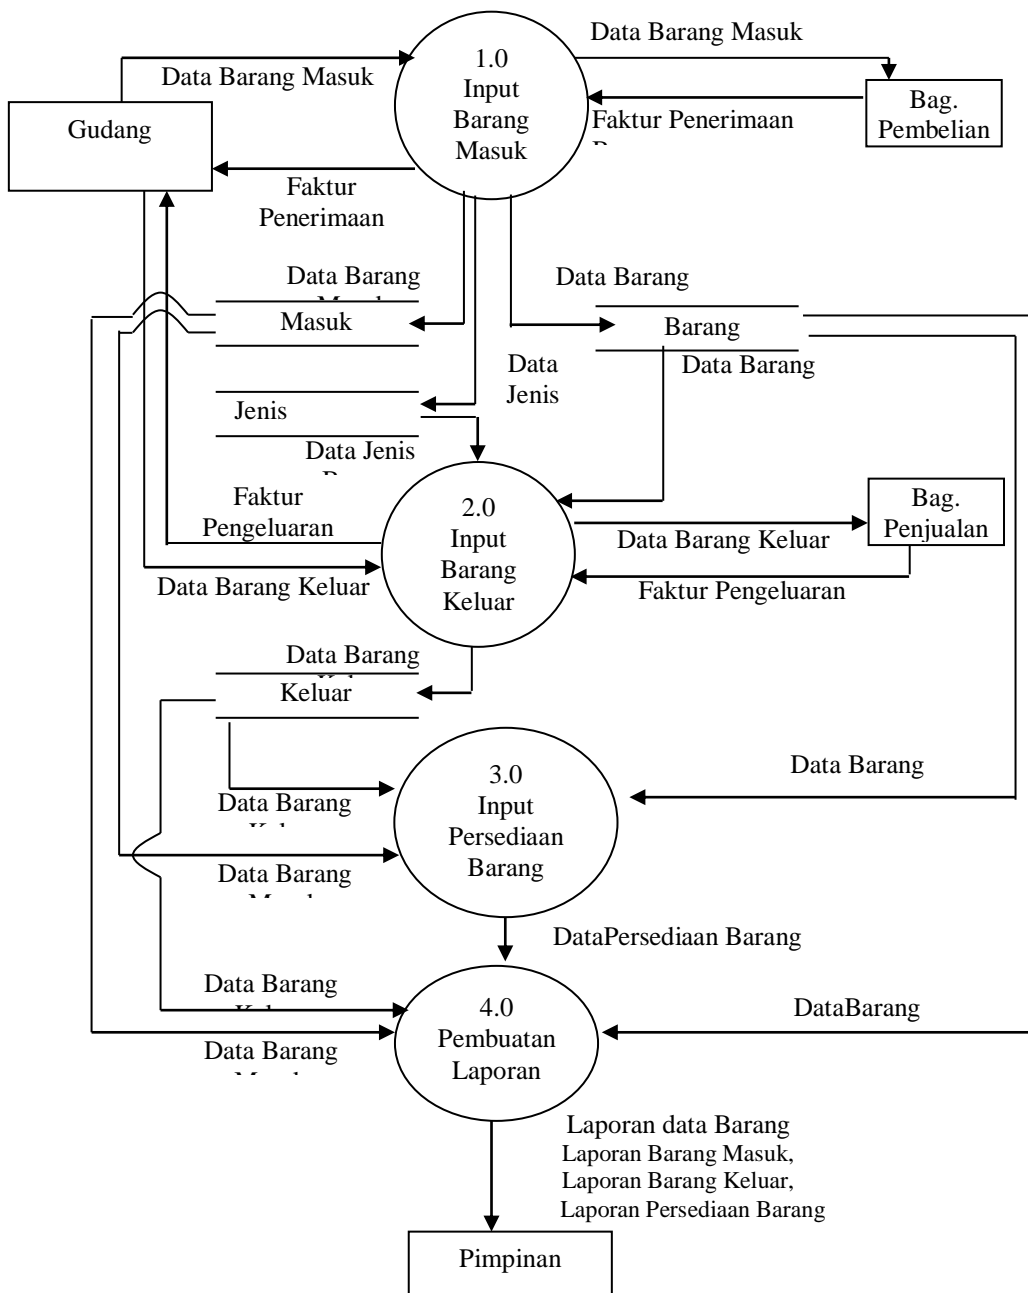 Data Barang Masuk
1.0
Input
Barang
Masuk
Data Barang Masuk
Gudang
Bag.
Pembelian
Faktur Penerimaan
Faktur
Penerimaan
Data Barang
Masuk
Data Barang
Barang
Data Barang
Data
Jenis
Jenis
Data Jenis
Faktur
Pengeluaran
2.0
Input
Barang
Keluar
Bag.
Penjualan
Data Barang Keluar
Data Barang Keluar
Faktur Pengeluaran
Data Barang
Keluar
3.0
Input
Persediaan
Barang
Data Barang
Data Barang
Data Barang
DataPersediaan Barang
Data Barang
4.0
Pembuatan
Laporan
DataBarang
Data Barang
Laporan data Barang
Laporan Barang Masuk,
Laporan Barang Keluar,
Laporan Persediaan Barang
Pimpinan